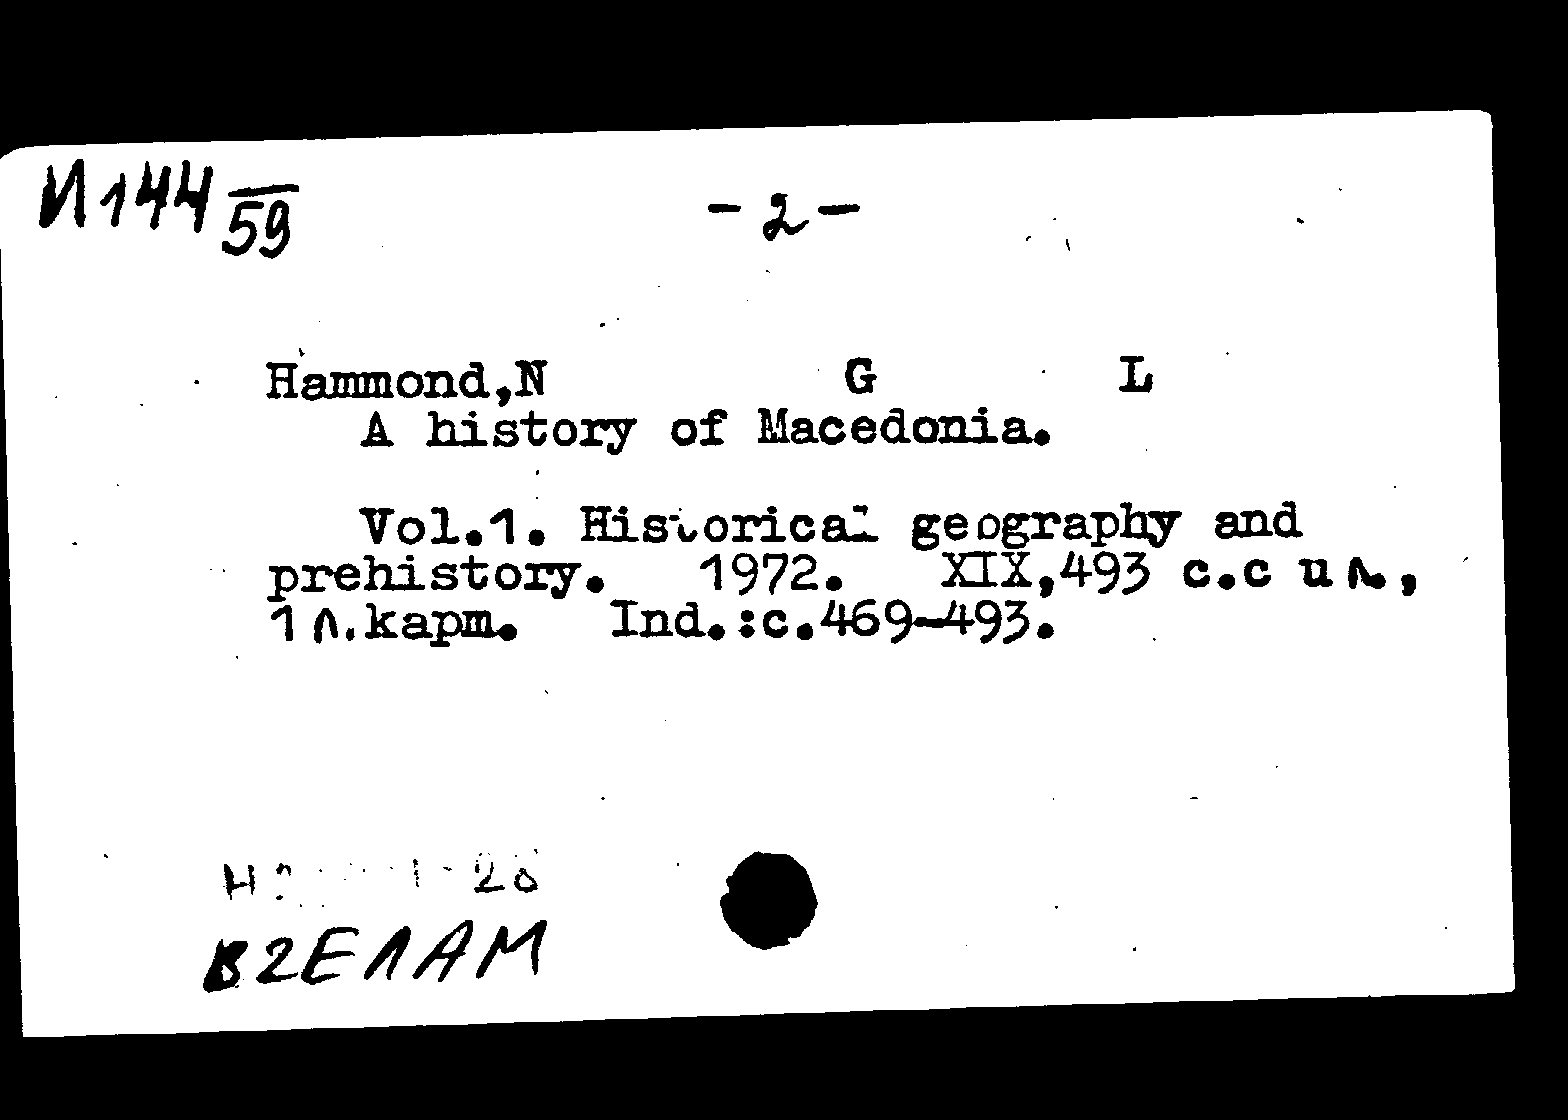 И144/59
- 2 -
Hammond,N G L
A history of Macedonia.
Vol.1. Historical geography and
prehistory. 1972. XIX,493 с.с ил.,
1 л.карт. Ind.:с.469-493.
В2ЕЛАМ